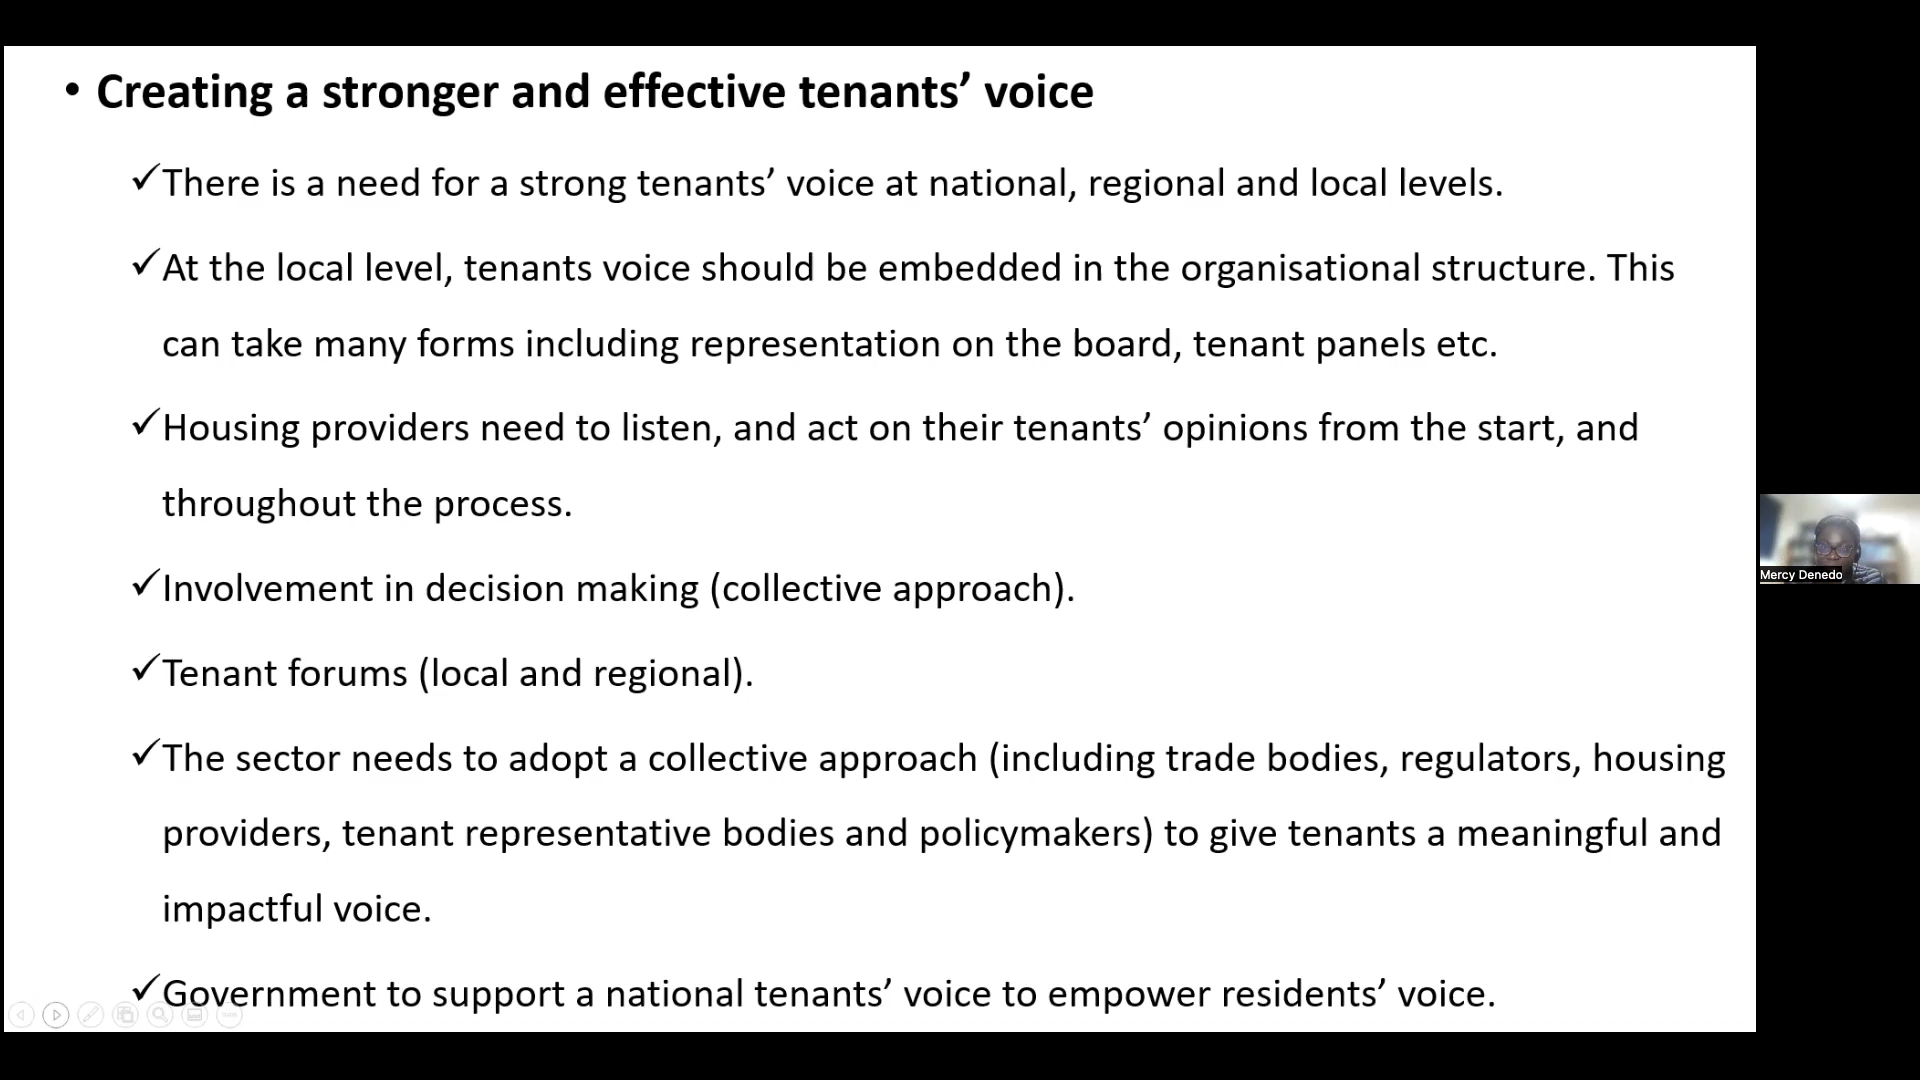 • Creating a stronger and effective tenants’ voice
✓There is a need for a strong tenants’ voice at national, regional and local levels.
✓At the local level, tenants voice should be embedded in the organisational structure. This
can take many forms including representation on the board, tenant panels etc.
✓Housing providers need to listen, and act on their tenants’ opinions from the start, and
throughout the process.
✓Involvement in decision making (collective approach).
✓Tenant forums (local and regional).
✓The sector needs to adopt a collective approach (including trade bodies, regulators, housing
providers, tenant representative bodies and policymakers) to give tenants a meaningful and
impactful voice.
✓Government to support a national tenants’ voice to empower residents’ voice.
Mercy Denedo